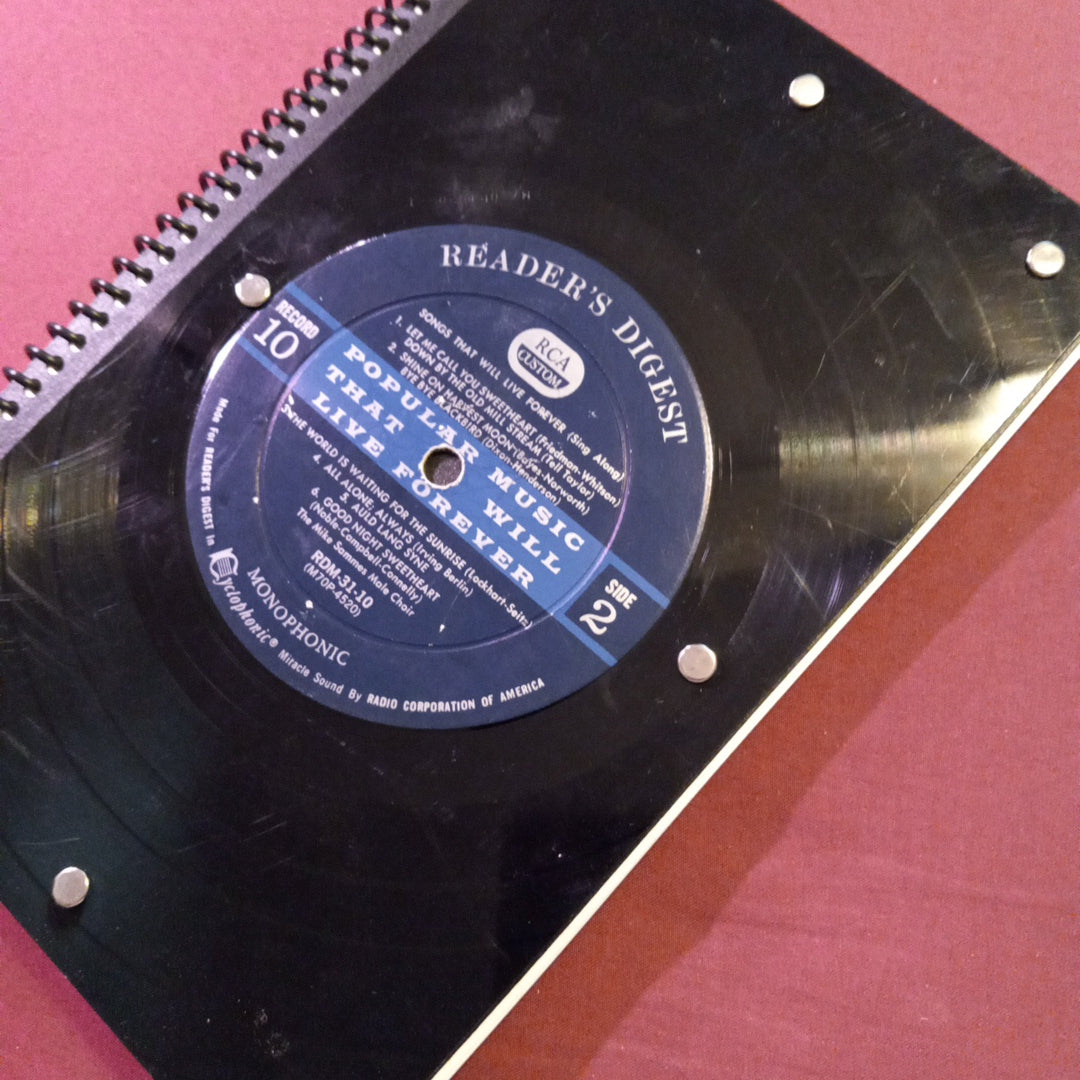 READER'S DIGEST
RCA
CUSTOM
RECORD
10
SONGS THAT WILL LIVE FOREVER (Sing Along)
1. LET ME CALL YOU SWEETHEART (Friedman-Whitson)
DOWN BY THE OLD MILL STREAM (Tell Taylor)
2. SHINE ON HARVEST MOON (Bayes-Norworth)
BYE BYE BLACKBIRD (Dixon-Henderson)
POPULAR MUSIC
THAT WILL
LIVE FOREVER
SIDE
2
3. THE WORLD IS WAITING FOR THE SUNRISE (Lockhart-Seitz)
4. ALL ALONE; ALWAYS (Irving Berlin)
5. AULD LANG SYNE
6. GOOD NIGHT SWEETHEART
(Noble-Campbell-Connelly)
The Mike Sammes Male Choir
RDM-31-10
(M70P-4520)
MONOPHONIC
Made for READER'S DIGEST in Cyclophonic® Miracle Sound By RADIO CORPORATION OF AMERICA